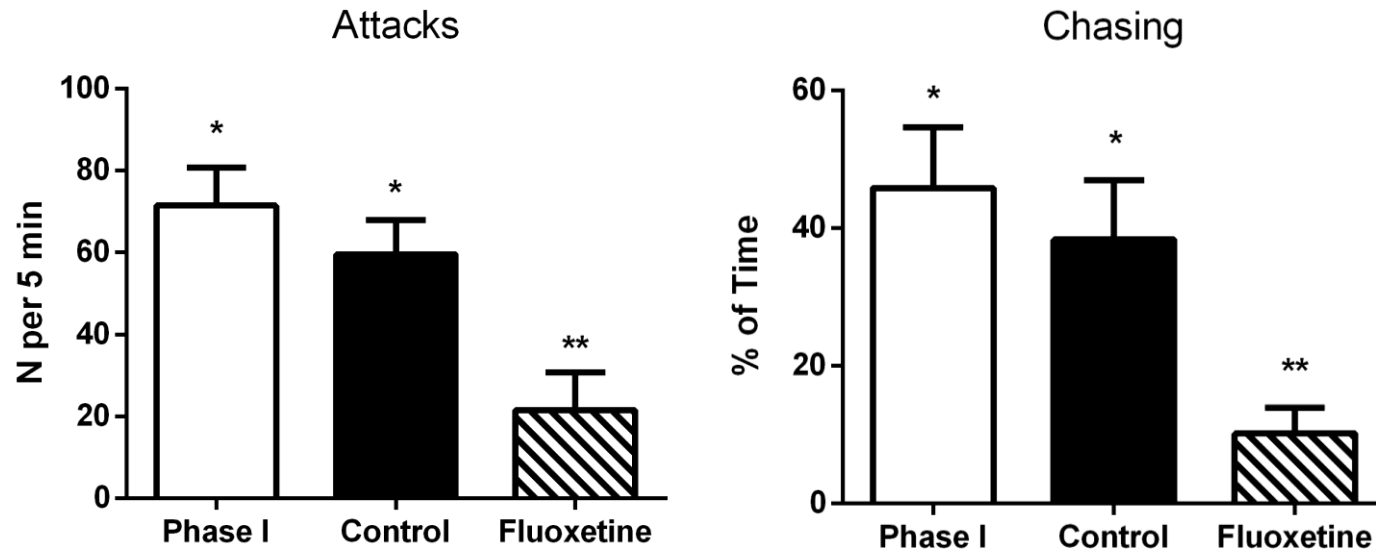 Attacks
N per 5 min
100
80
60
40
20
0
*
*
**
Phase I Control Fluoxetine
Chasing
% of Time
60
40
20
0
*
*
**
Phase I Control Fluoxetine